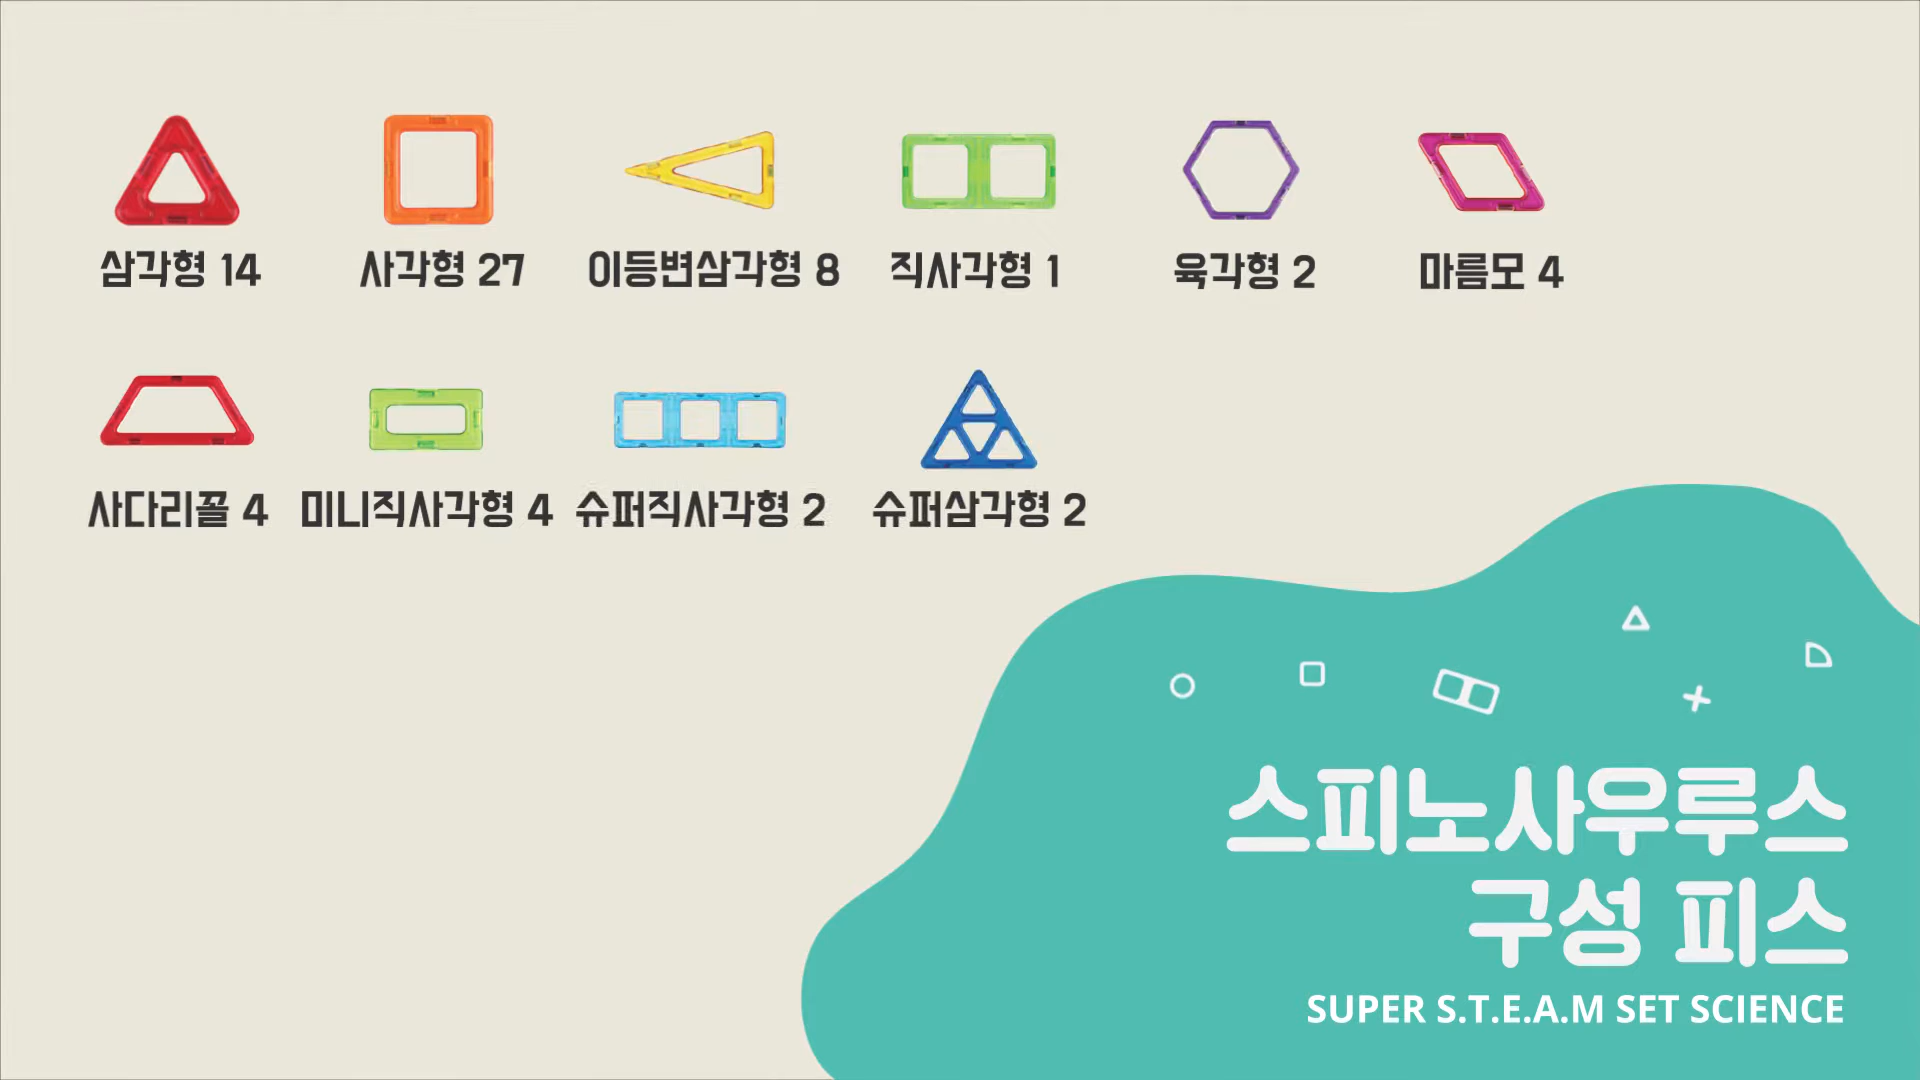 삼각형 14
사각형 27
이등변삼각형 8
직사각형 1
육각형 2
마름모 4
사다리꼴 4
미니직사각형 4
슈퍼직사각형 2
슈퍼삼각형 2
스피노사우루스
구성 피스
SUPER S.T.E.A.M SET SCIENCE